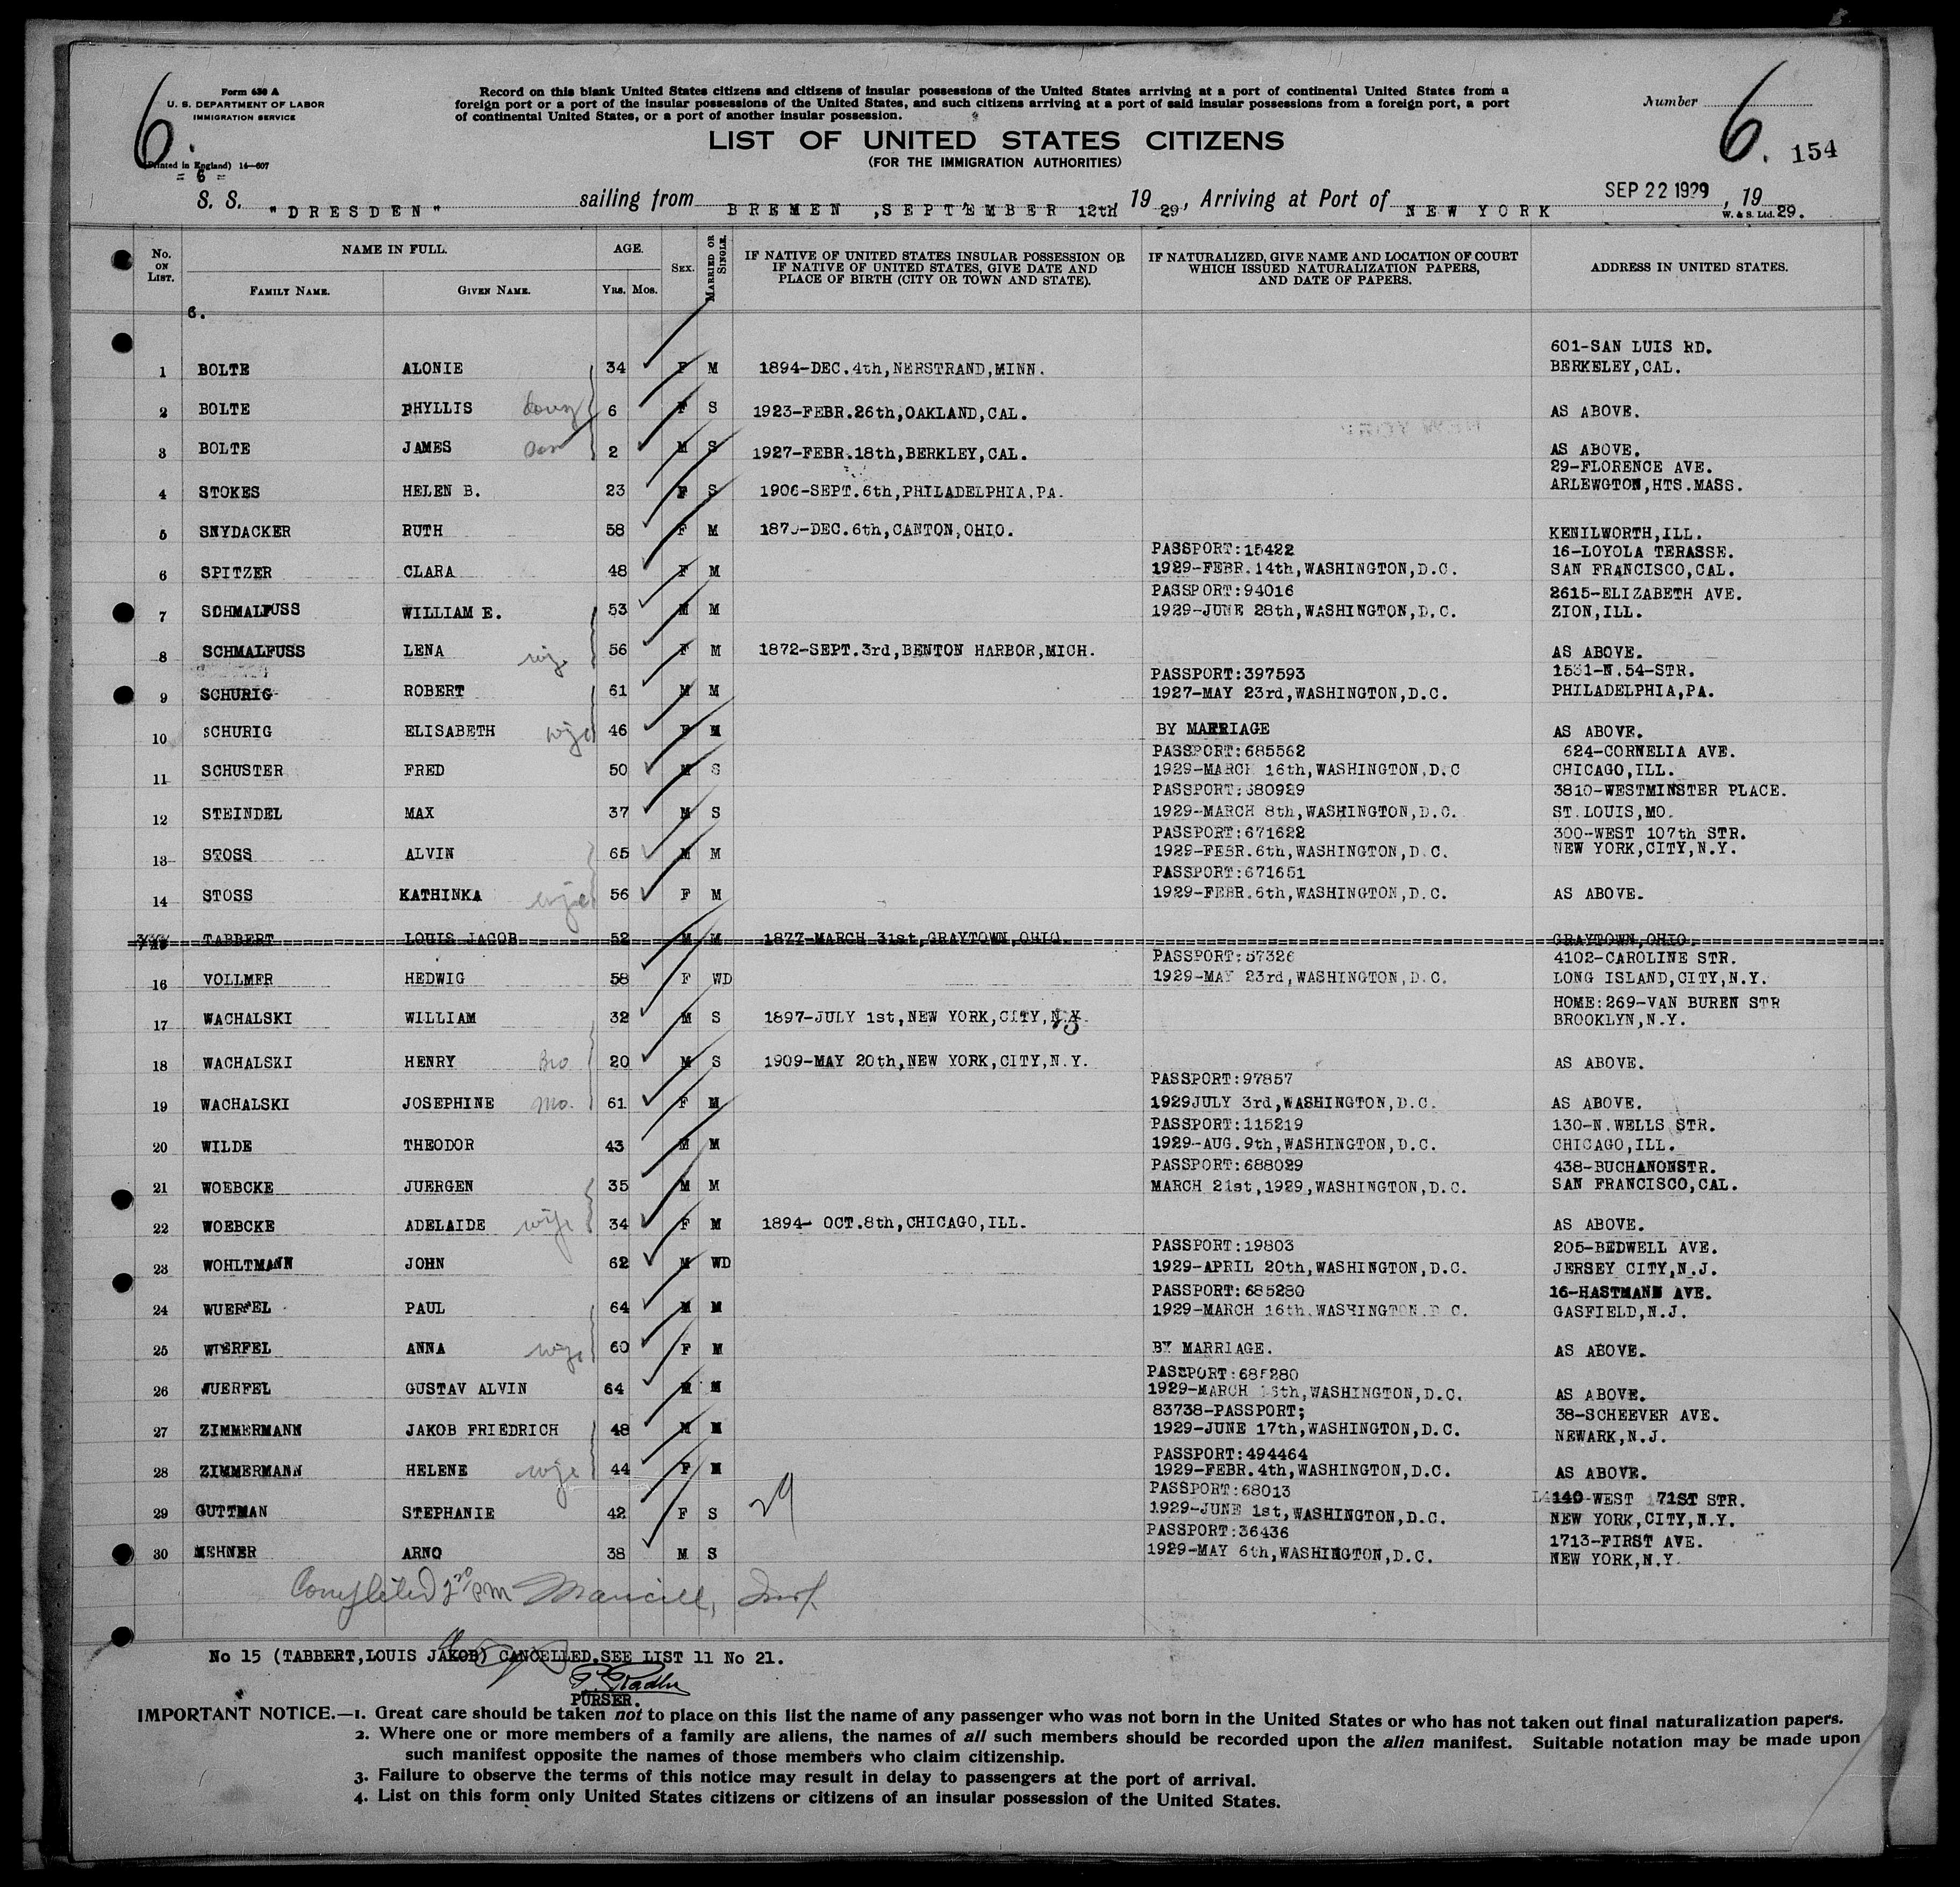 6
Form 630 A
U. S. DEPARTMENT OF LABOR
IMMIGRATION SERVICE
(Printed in England) 14—607
= 6 =
Record on this blank United States citizens and citizens of insular possessions of the United States arriving at a port of continental United States from a
foreign port or a port of the insular possessions of the United States, and such citizens arriving at a port of said insular possessions from a foreign port, a port
of continental United States, or a port of another insular possession.
LIST OF UNITED STATES CITIZENS
(FOR THE IMMIGRATION AUTHORITIES)
Number 6. 154
S. S. "DRESDEN" sailing from BREMEN ,SEPTEMBER 12th, 19 29, Arriving at Port of NEW YORK SEP 22 1929, 19 29.
W. & S. Ltd.
No. ON LIST. NAME IN FULL. FAMILY NAME. GIVEN NAME. AGE. YRS. MOS. SEX. MARRIED OR SINGLE. IF NATIVE OF UNITED STATES INSULAR POSSESSION OR IF NATIVE OF UNITED STATES, GIVE DATE AND PLACE OF BIRTH (CITY OR TOWN AND STATE). IF NATURALIZED, GIVE NAME AND LOCATION OF COURT WHICH ISSUED NATURALIZATION PAPERS, AND DATE OF PAPERS. ADDRESS IN UNITED STATES.
6.
601-SAN LUIS RD.
1 BOLTE ALONIE 34 F M 1894-DEC.4th,NERSTRAND,MINN. BERKELEY,CAL.
2 BOLTE PHYLLIS 6 F S 1923-FEBR.26th,OAKLAND,CAL. AS ABOVE.
3 BOLTE JAMES son 2 M S 1927-FEBR.18th,BERKLEY,CAL. AS ABOVE.
29-FLORENCE AVE.
4 STOKES HELEN B. 23 F S 1906-SEPT.6th,PHILADELPHIA,PA. ARLEWGTON,HTS.MASS.
5 SNYDACKER RUTH 58 F M DEC.6th,CANTON,OHIO. KENILWORTH,ILL.
PASSPORT:15422 16-LOYOLA TERASSE.
6 SPITZER CLARA 48 F M 1929-FEBR.14th,WASHINGTON,D.C. SAN FRANCISCO,CAL.
PASSPORT:94016 2615-ELIZABETH AVE.
7 SCHMALFUSS WILLIAM E. 53 M M 1929-JUNE 28th,WASHINGTON,D.C. ZION,ILL.
8 SCHMALFUSS LENA wife 56 F M 1872-SEPT.3rd,BENTON HARBOR,MICH. AS ABOVE.
PASSPORT:397593 1531-N.54-STR.
9 SCHURIG ROBERT 61 M M 1927-MAY 23rd,WASHINGTON,D.C. PHILADELPHIA,PA.
10 SCHURIG ELISABETH wife 46 F M BY MARRIAGE AS ABOVE.
PASSPORT:685562 624-CORNELIA AVE.
11 SCHUSTER FRED 50 M S 1929-MARCH 16th,WASHINGTON,D.C CHICAGO,ILL.
PASSPORT:680929 3810-WESTMINSTER PLACE.
12 STEINDEL MAX 37 M S 1929-MARCH 8th,WASHINGTON,D.C. ST.LOUIS,MO.
PASSPORT:671622 300-WEST 107th STR.
13 STOSS ALVIN 65 M M 1929-FEBR.6th,WASHINGTON,D.C. NEW YORK,CITY,N.Y.
PASSPORT:671651
14 STOSS KATHINKA wife 56 F M 1929-FEBR.6th,WASHINGTON,D.C. AS ABOVE.
TABBERT LOUIS JACOB 52 M M 1877-MARCH 31st,GRAYTOWN,OHIO. GRAYTOWN,OHIO.
PASSPORT:57326 4102-CAROLINE STR.
16 VOLLMER HEDWIG 58 F WD 1929-MAY 23rd,WASHINGTON,D.C. LONG ISLAND,CITY,N.Y.
HOME:269-VAN BUREN STR
17 WACHALSKI WILLIAM 32 M S 1897-JULY 1st,NEW YORK,CITY,N.Y. BROOKLYN,N.Y.
18 WACHALSKI HENRY Bro 20 M S 1909-MAY 20th,NEW YORK,CITY,N.Y. AS ABOVE.
PASSPORT:97857
19 WACHALSKI JOSEPHINE Mo. 61 F M 1929JULY 3rd,WASHINGTON,D.C. AS ABOVE.
PASSPORT:115219 130-N.WELLS STR.
20 WILDE THEODOR 43 M M 1929-AUG.9th,WASHINGTON,D.C. CHICAGO,ILL.
PASSPORT:688029 438-BUCHANONSTR.
21 WOEBCKE JUERGEN 35 M M MARCH 21st,1929,WASHINGTON,D.C. SAN FRANCISCO,CAL.
22 WOEBCKE ADELAIDE wife 34 F M 1894- OCT.8th,CHICAGO,ILL. AS ABOVE.
PASSPORT:19803 205-BEDWELL AVE.
23 WOHLTMANN JOHN 62 M WD 1929-APRIL 20th,WASHINGTON,D.C. JERSEY CITY,N.J.
PASSPORT:685280 16-HASTMANN AVE.
24 WUERFEL PAUL 64 M M 1929-MARCH 16th,WASHINGTON,D.C. GASFIELD,N.J.
25 WUERFEL ANNA wife 60 F M BY MARRIAGE. AS ABOVE.
PASSPORT:685280
26 WUERFEL GUSTAV ALVIN 64 M M 1929-MARCH 16th,WASHINGTON,D.C. AS ABOVE.
83738-PASSPORT; 38-SCHEEVER AVE.
27 ZIMMERMANN JAKOB FRIEDRICH 48 M M 1929-JUNE 17th,WASHINGTON,D.C. NEWARK,N.J.
PASSPORT:494464
28 ZIMMERMANN HELENE wife 44 F M 1929-FEBR.4th,WASHINGTON,D.C. AS ABOVE.
PASSPORT:68013 140-WEST 71ST STR.
29 GUTTMAN STEPHANIE 42 F S 29 1929-JUNE 1st,WASHINGTON,D.C. NEW YORK,CITY,N.Y.
PASSPORT:36436 1713-FIRST AVE.
30 MEHNER ARNO 38 M S 1929-MAY 6th,WASHINGTON,D.C. NEW YORK,N.Y.
Completed PM
No 15 (TABBERT,LOUIS JAKOB) CANCELLED.SEE LIST 11 No 21.
PURSER.
IMPORTANT NOTICE.—1. Great care should be taken not to place on this list the name of any passenger who was not born in the United States or who has not taken out final naturalization papers.
2. Where one or more members of a family are aliens, the names of all such members should be recorded upon the alien manifest. Suitable notation may be made upon
such manifest opposite the names of those members who claim citizenship.
3. Failure to observe the terms of this notice may result in delay to passengers at the port of arrival.
4. List on this form only United States citizens or citizens of an insular possession of the United States.